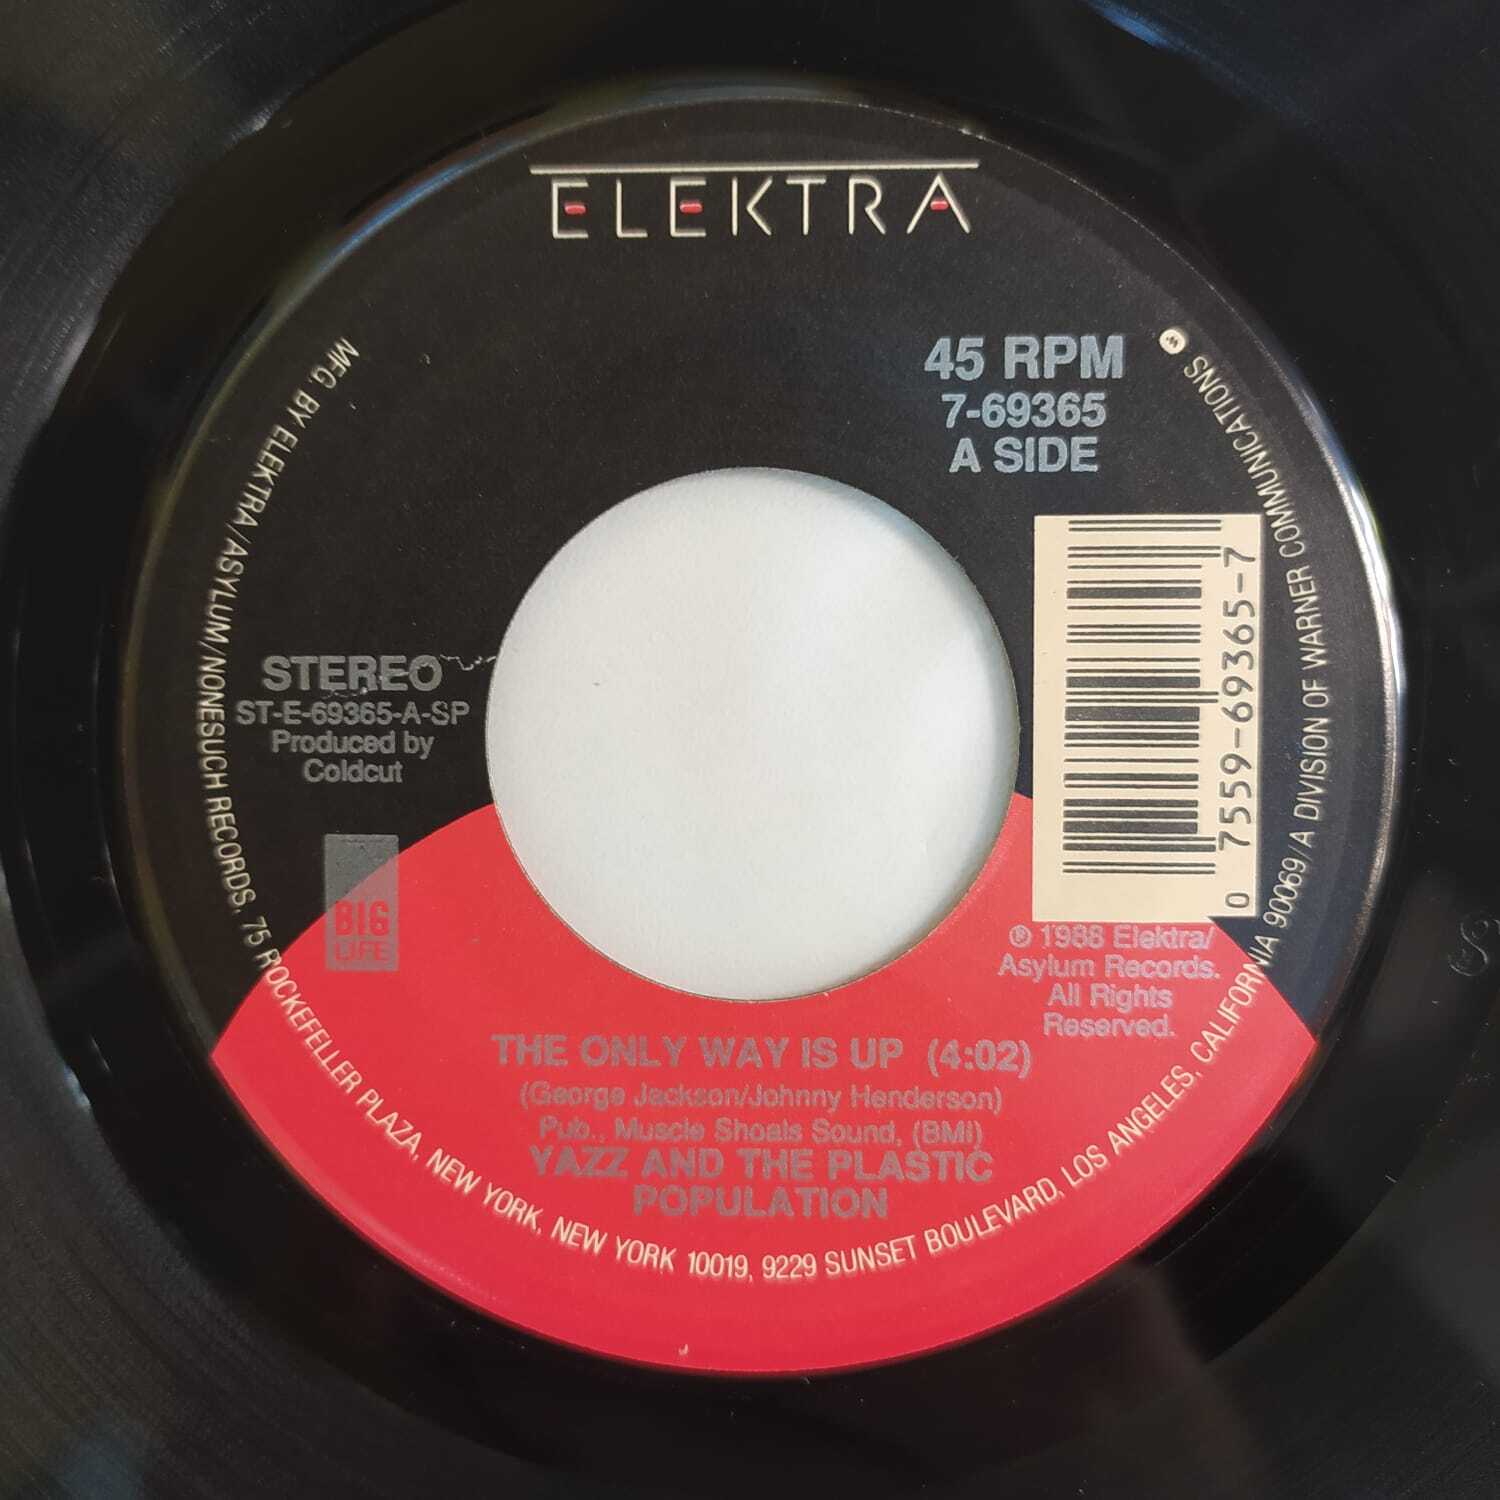 ELEKTRA
45 RPM
7-69365
A SIDE
STEREO
ST-E-69365-A-SP
Produced by
Coldcut
BIG
LIFE
0 7559-69365-7
℗ 1988 Elektra/
Asylum Records.
All Rights
Reserved.
THE ONLY WAY IS UP (4:02)
(George Jackson/Johnny Henderson)
Pub., Muscle Shoals Sound, (BMI)
YAZZ AND THE PLASTIC
POPULATION
MFG. BY ELEKTRA/ASYLUM/NONESUCH RECORDS, 75 ROCKEFELLER PLAZA, NEW YORK, NEW YORK 10019, 9229 SUNSET BOULEVARD, LOS ANGELES, CALIFORNIA 90069/A DIVISION OF WARNER COMMUNICATIONS